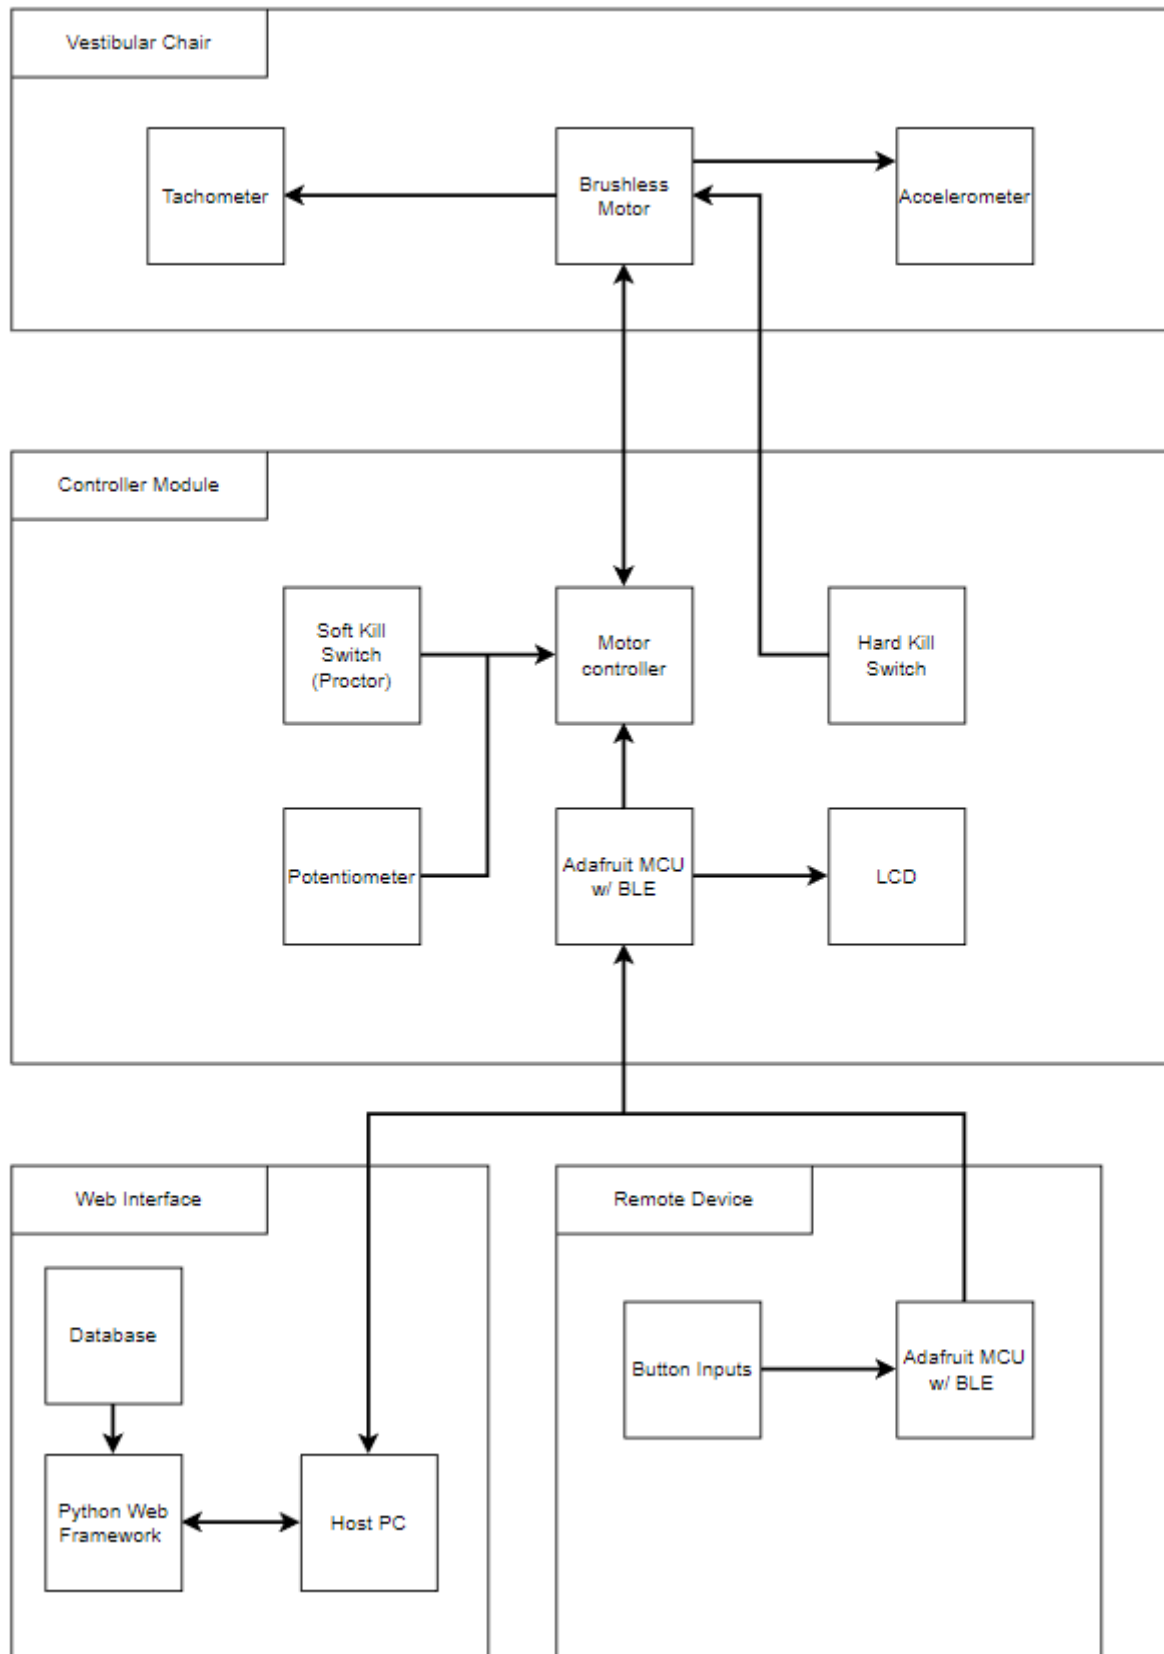 Vestibular Chair
Tachometer
Brushless
Motor
Accelerometer
Controller Module
Soft Kill
Switch
(Proctor)
Motor
controller
Hard Kill
Switch
Potentiometer
Adafruit MCU
w/ BLE
LCD
Web Interface
Remote Device
Database
Button Inputs
Adafruit MCU
w/ BLE
Python Web
Framework
Host PC